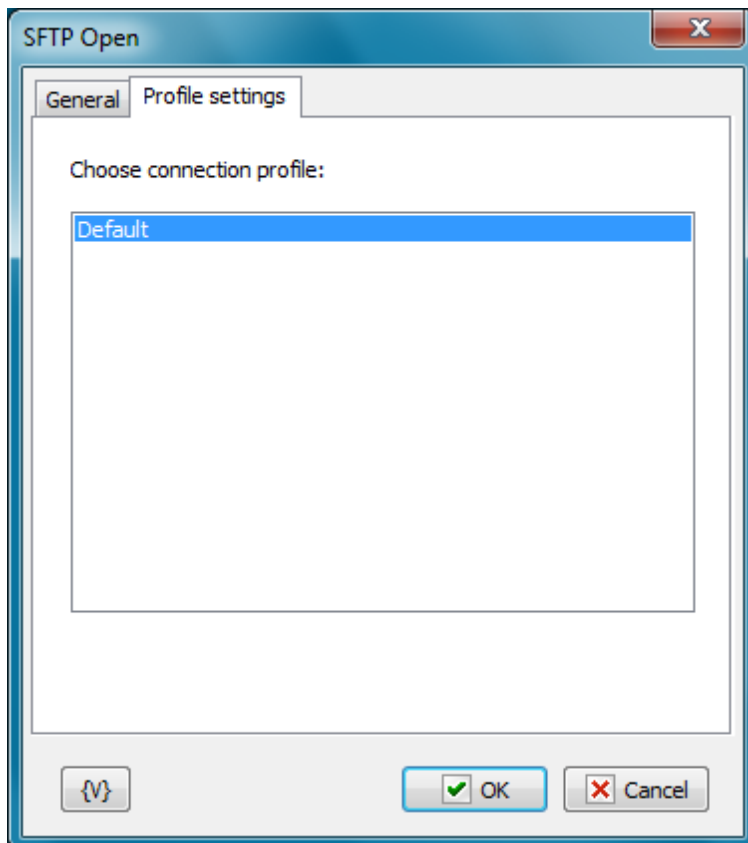 SFTP Open
General Profile settings
Choose connection profile:
Default
{V} OK Cancel